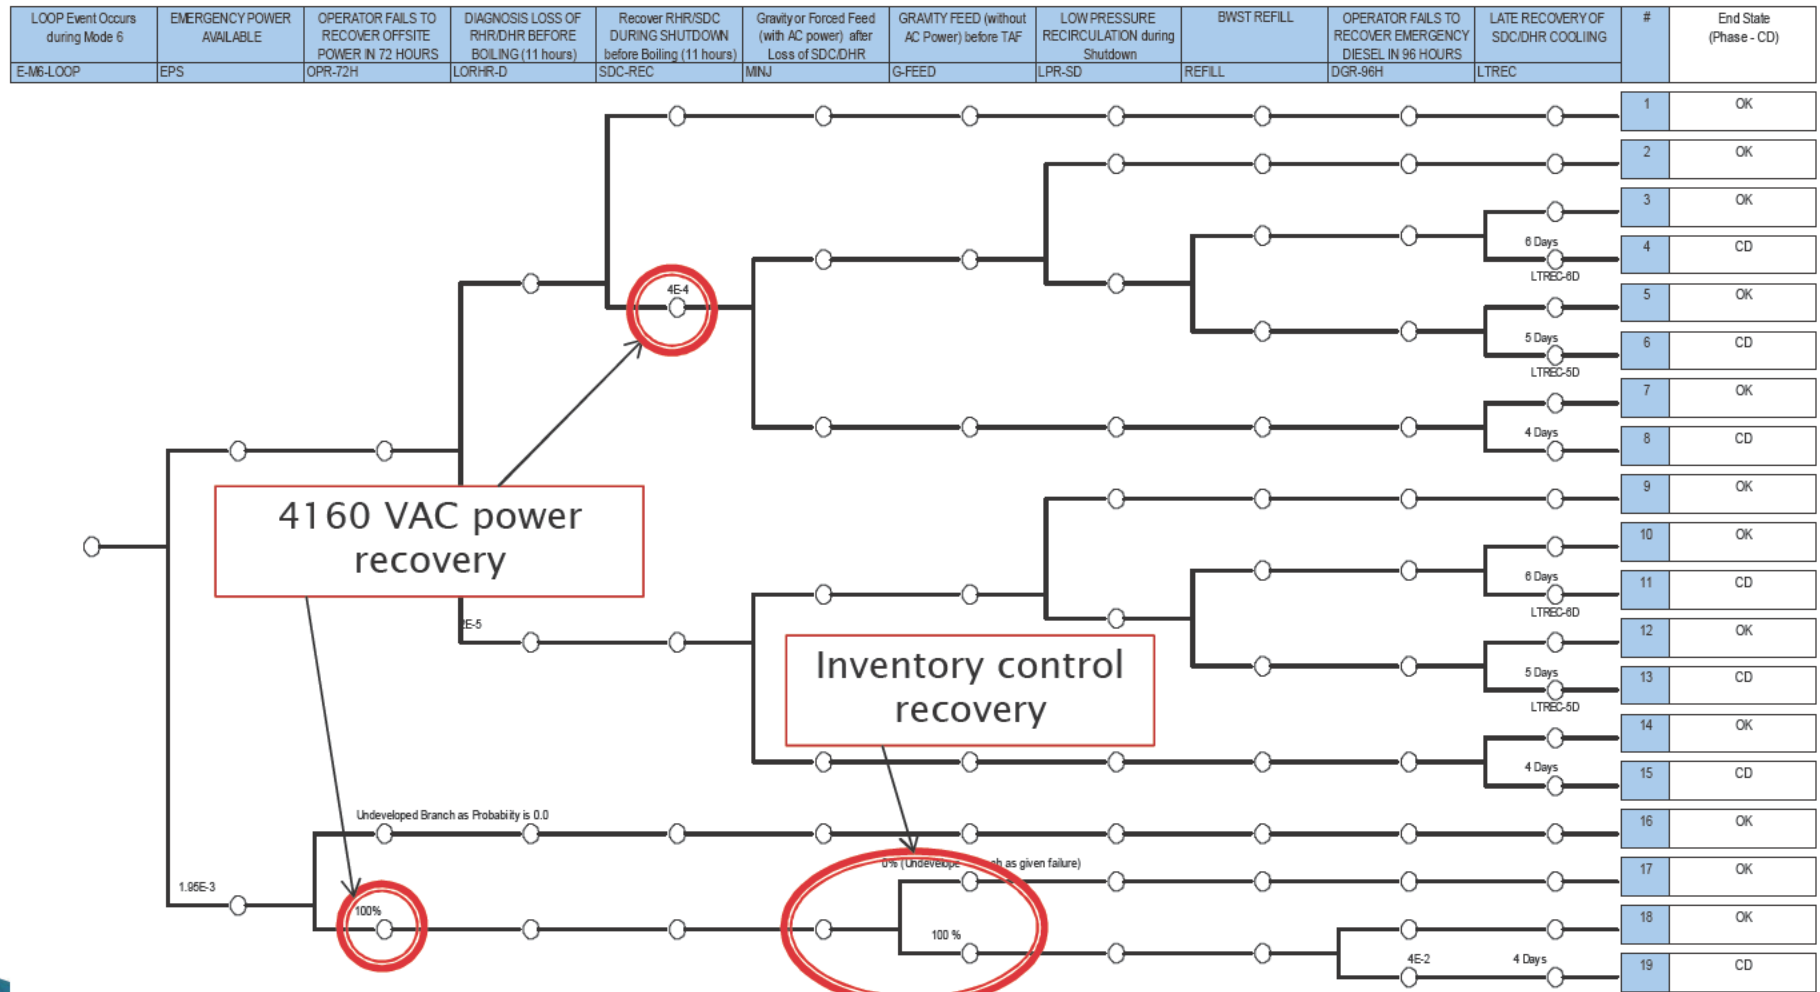 LOOP Event Occurs
during Mode 6
E-M6-LOOP
EMERGENCY POWER
AVAILABLE
EPS
OPERATOR FAILS TO
RECOVER OFFSITE
POWER IN 72 HOURS
OPR-72H
DIAGNOSIS LOSS OF
RHR/DHR BEFORE
BOILING (11 hours)
LORHR-D
Recover RHR/SDC
DURING SHUTDOWN
before Boiling (11 hours)
SDC-REC
Gravity or Forced Feed
(with AC power) after
Loss of SDC/DHR
MINJ
GRAVITY FEED (without
AC Power) before TAF
G-FEED
LOW PRESSURE
RECIRCULATION during
Shutdown
LPR-SD
BWST REFILL
REFILL
OPERATOR FAILS TO
RECOVER EMERGENCY
DIESEL IN 96 HOURS
DGR-96H
LATE RECOVERY OF
SDC/DHR COOLIING
LTREC
#
End State
(Phase - CD)
1 OK
2 OK
3 OK
6 Days
4 CD
LTREC-6D
4E-4
5 OK
5 Days
6 CD
LTREC-5D
7 OK
4 Days
8 CD
9 OK
4160 VAC power
recovery
10 OK
6 Days
11 CD
LTREC-6D
2E-5
12 OK
Inventory control
recovery
5 Days
13 CD
LTREC-5D
14 OK
4 Days
15 CD
Undeveloped Branch as Probability is 0.0
16 OK
0% (Undevelope as given failure)
17 OK
1.95E-3
100%
18 OK
100 %
4E-2
4 Days
19 CD